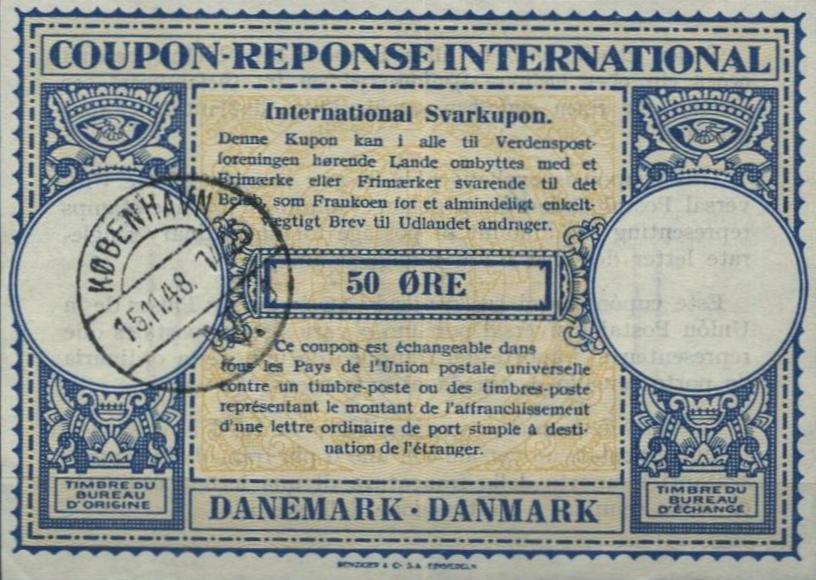 COUPON-REPONSE INTERNATIONAL
International Svarkupon.
Denne Kupon kan i alle til Verdenspost-
foreningen hørende Lande ombyttes med et
Frimærke eller Frimærker svarende til det
Beløb, som Frankoen for et almindeligt enkelt-
vægtigt Brev til Udlandet andrager.
KØBENHAVN
15.11.48.
50 ØRE
Ce coupon est échangeable dans
tous les Pays de l'Union postale universelle
contre un timbre-poste ou des timbres-poste
représentant le montant de l'affranchissement
d'une lettre ordinaire de port simple à desti-
nation de l'étranger.
TIMBRE DU
BUREAU
D'ORIGINE
TIMBRE DU
BUREAU
D'ÉCHANGE
DANEMARK · DANMARK
BENZIGER & Co S.A. EINSIEDELN